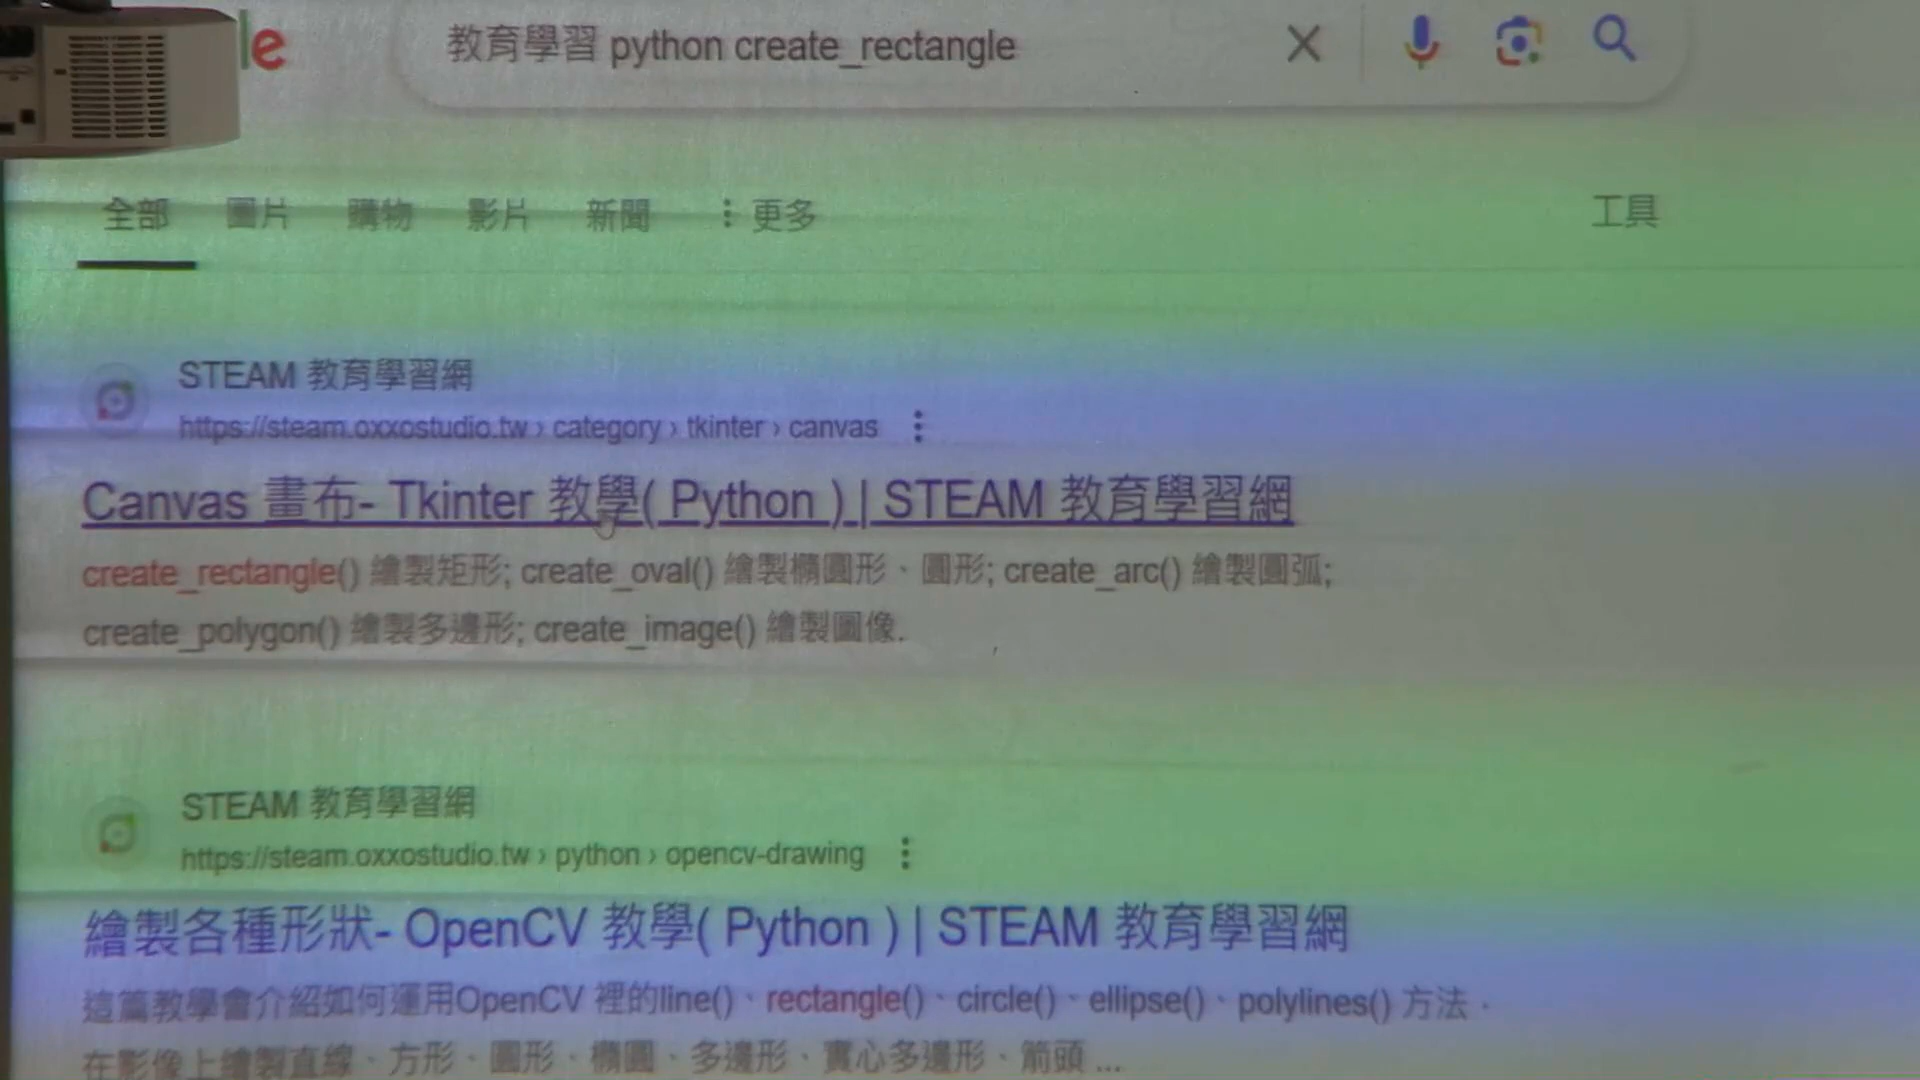 le 教育學習 python create_rectangle
全部 圖片 購物 影片 新聞 更多 工具
STEAM 教育學習網
https://steam.oxxostudio.tw › category › tkinter › canvas
Canvas 畫布- Tkinter 教學( Python ) | STEAM 教育學習網
create_rectangle() 繪製矩形; create_oval() 繪製橢圓形、圓形; create_arc() 繪製圓弧;
create_polygon() 繪製多邊形; create_image() 繪製圖像.
STEAM 教育學習網
https://steam.oxxostudio.tw › python › opencv-drawing
繪製各種形狀- OpenCV 教學( Python ) | STEAM 教育學習網
這篇教學會介紹如何運用OpenCV 裡的line()、rectangle()、circle()、ellipse()、polylines() 方法，
在影像上繪製直線、方形、圓形、橢圓、多邊形、實心多邊形、箭頭 ...